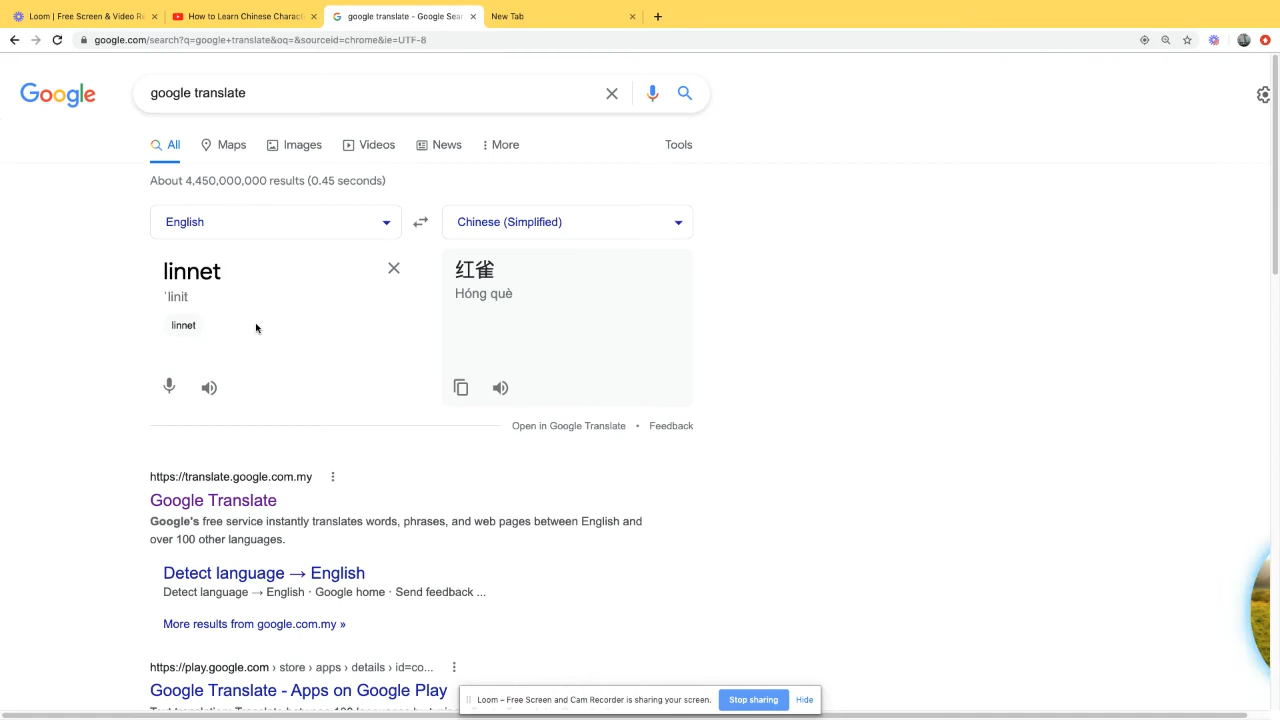 Loom | Free Screen & Video Re
How to Learn Chinese Charact
google translate - Google Sear
New Tab
google.com/search?q=google+translate&oq=&sourceid=chrome&ie=UTF-8
Google
google translate
All
Maps
Images
Videos
News
More
Tools
About 4,450,000,000 results (0.45 seconds)
English
Chinese (Simplified)
linnet
ˈlinit
linnet
红雀
Hóng què
Open in Google Translate • Feedback
https://translate.google.com.my
Google Translate
Google's free service instantly translates words, phrases, and web pages between English and
over 100 other languages.
Detect language → English
Detect language → English · Google home · Send feedback ...
More results from google.com.my »
https://play.google.com › store › apps › details › id=co...
Google Translate - Apps on Google Play
Loom – Free Screen and Cam Recorder is sharing your screen.
Stop sharing
Hide